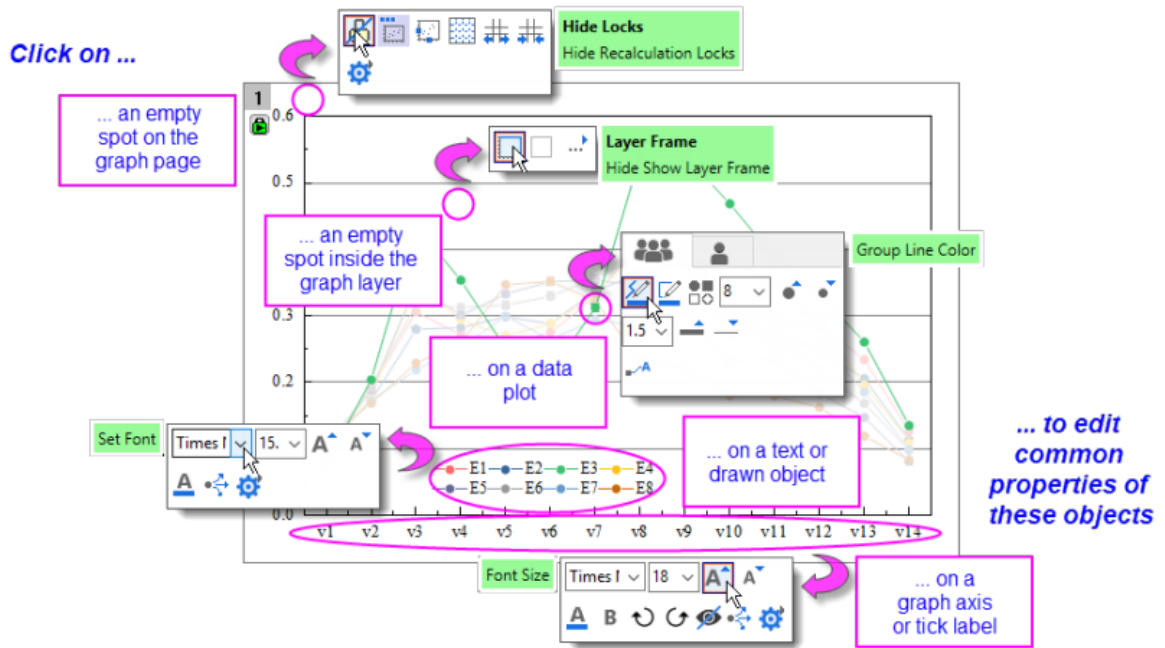 Click on ...
Hide Locks
Hide Recalculation Locks
... an empty
spot on the
graph page
1
0.6
0.5
0.3
0.2
0.0
Layer Frame
Hide Show Layer Frame
...
... an empty
spot inside the
graph layer
Group Line Color
8
1.5
A
... on a data
plot
Set Font
15.
A A
A
... on a text or
drawn object
E1 E2 E3 E4
E5 E6 E7 E8
... to edit
common
properties of
these objects
v1 v2 v3 v4 v5 v6 v7 v8 v9 v10 v11 v12 v13 v14
Font Size
18
A A
A B
... on a
graph axis
or tick label